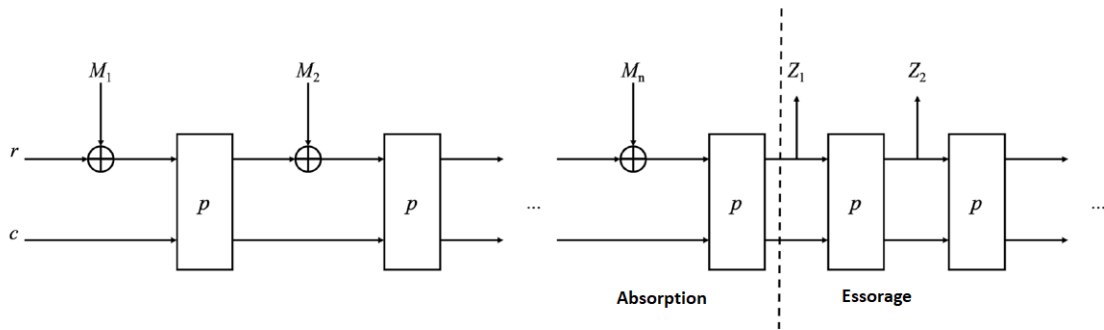 M₁
M₂
Mₙ
Z₁
Z₂
r
p
p
p
p
p
...
...
c
Absorption
Essorage